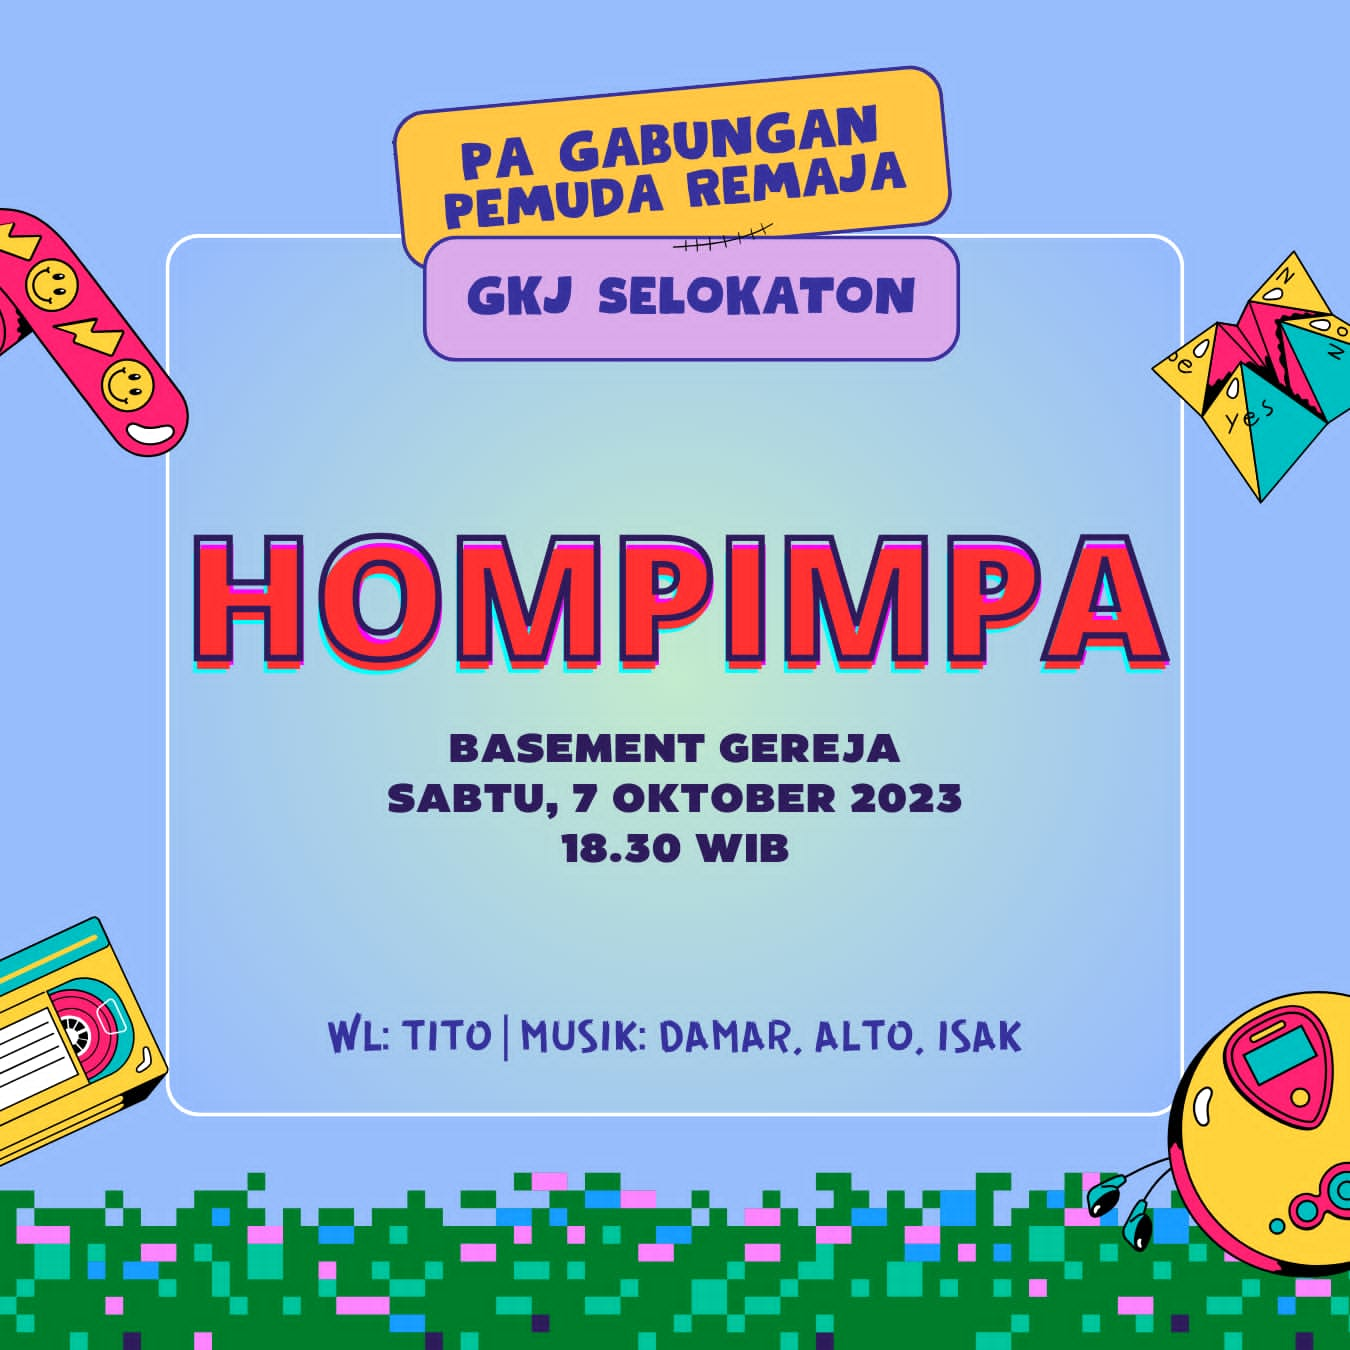 PA GABUNGAN
PEMUDA REMAJA
GKJ SELOKATON
HOMPIMPA
BASEMENT GEREJA
SABTU, 7 OKTOBER 2023
18.30 WIB
WL: TITO | MUSIK: DAMAR, ALTO, ISAK
yes